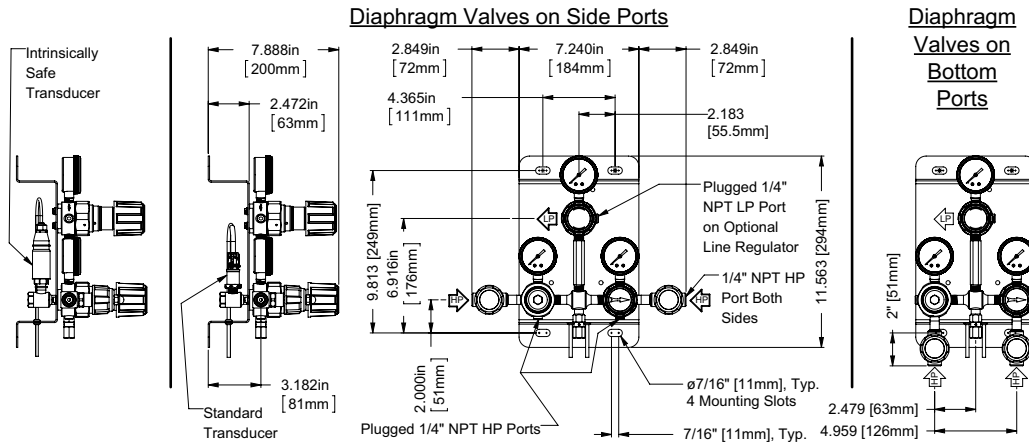 Diaphragm Valves on Side Ports
Diaphragm
Valves on
Bottom
Ports
Intrinsically
Safe
Transducer
7.888in
[200mm]
2.472in
[63mm]
3.182in
[81mm]
Standard
Transducer
2.849in
[72mm]
7.240in
[184mm]
2.849in
[72mm]
4.365in
[111mm]
2.183
[55.5mm]
9.813 [249mm]
6.916in
[176mm]
2.000in
[51mm]
11.563 [294mm]
LP
HP
HP
Plugged 1/4"
NPT LP Port
on Optional
Line Regulator
1/4" NPT HP
Port Both
Sides
ø7/16" [11mm], Typ.
4 Mounting Slots
7/16" [11mm], Typ.
Plugged 1/4" NPT HP Ports
LP
2" [51mm]
HP
HP
2.479 [63mm]
4.959 [126mm]